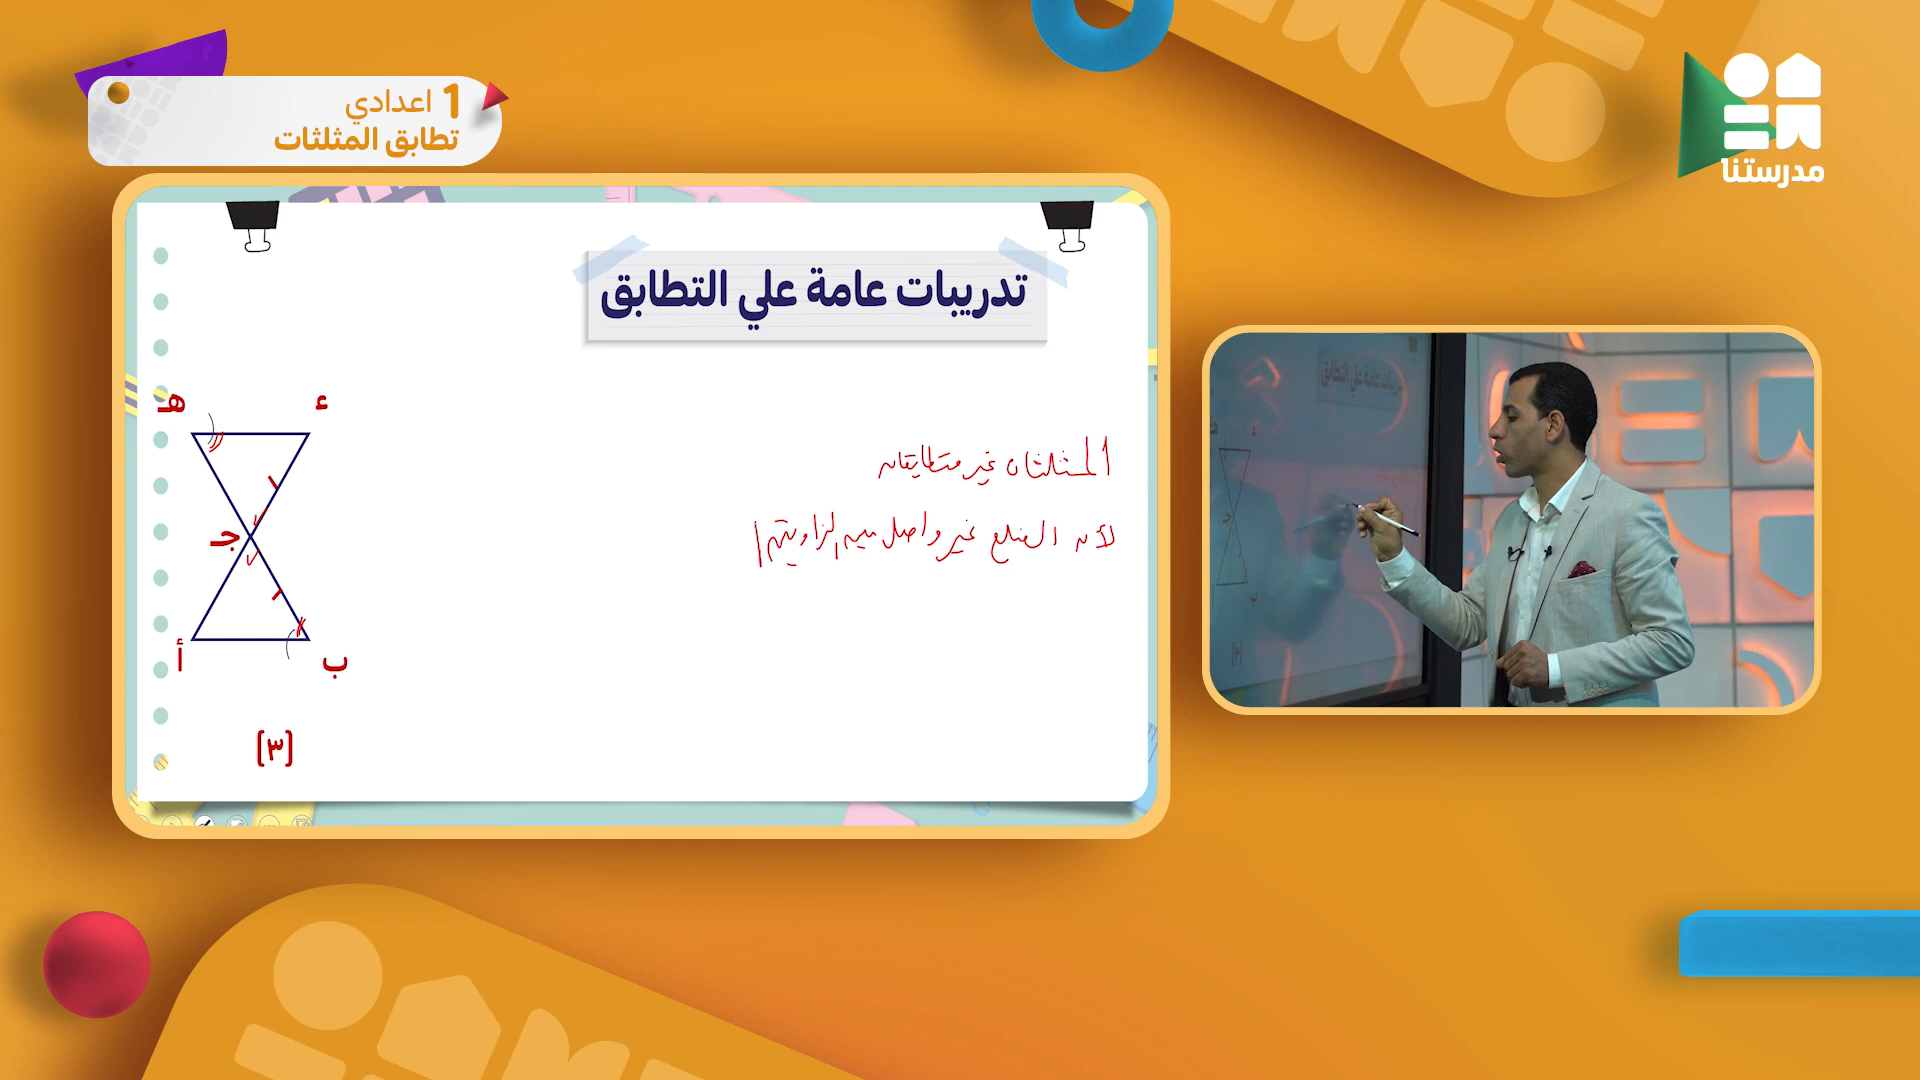 1 اعدادي
تطابق المثلثات
مدرستنا
تدريبات عامة علي التطابق
المثلثان غير متطابقان
لأن الضلع غير واصل بين الزاويتين
هـ
ء
جـ
أ
ب
[٣]